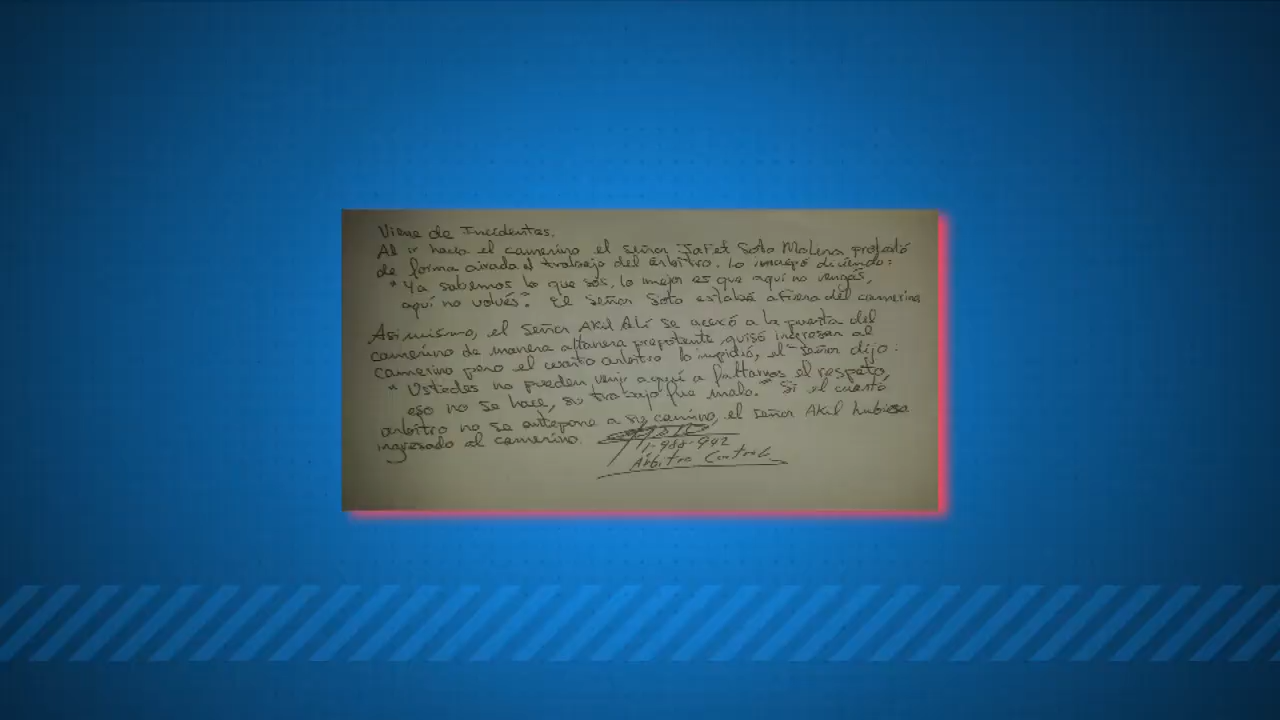 Viene de Incidentes.
Al ir hacia el camerino el señor Jafet Soto Molina protestó
de forma airada el trabajo del árbitro. Lo increpó diciendo:
"Ya sabemos lo que sos, lo mejor es que aquí no vengas,
aquí no volvés". El señor Soto estaba afuera del camerino
Asimismo, el señor Akil Alí se acercó a la puerta del
camerino de manera altanera prepotente, quiso ingresar al
camerino pero el cuarto árbitro lo impidió, el señor dijo:
"Ustedes no pueden venir aquí a faltarnos el respeto,
eso no se hace, su trabajo fue malo." Si el cuarto
árbitro no se antepone a su camino, el señor Akil hubiese
ingresado al camerino.
1-988-942
Árbitro Central